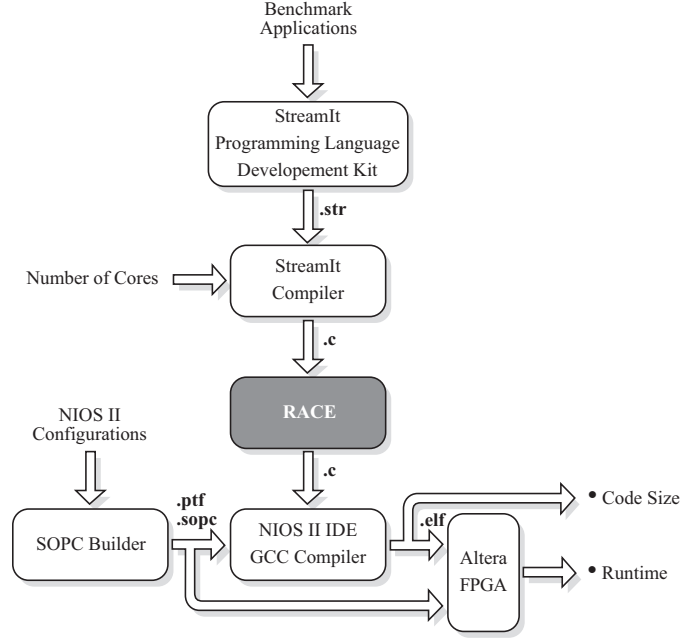 Benchmark
Applications
StreamIt
Programming Language
Developement Kit
.str
Number of Cores
StreamIt
Compiler
.c
RACE
.c
NIOS II
Configurations
SOPC Builder
.ptf
.sopc
NIOS II IDE
GCC Compiler
.elf
Altera
FPGA
• Code Size
• Runtime